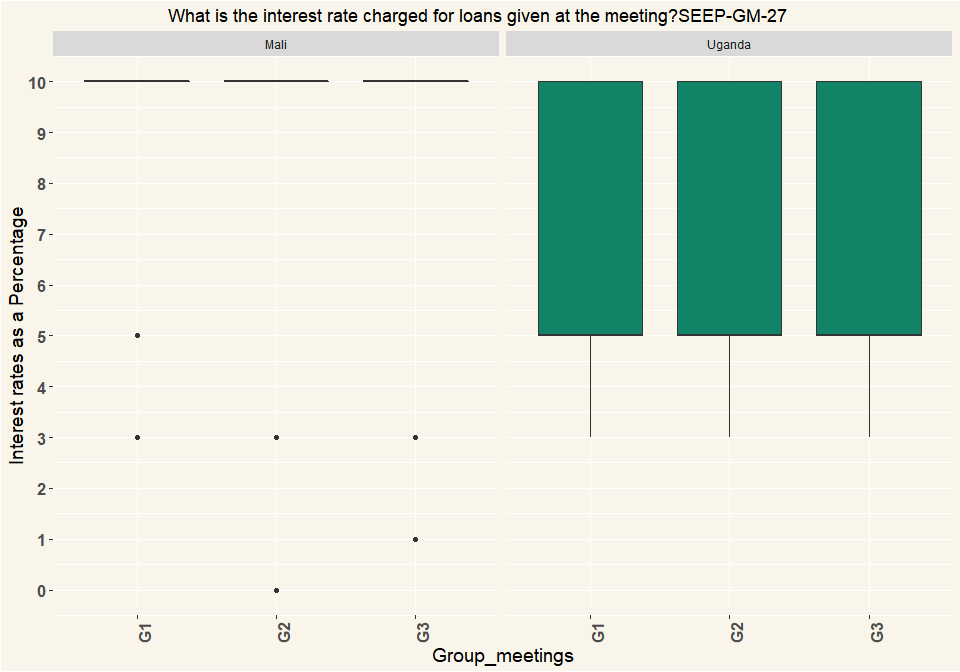 What is the interest rate charged for loans given at the meeting?SEEP-GM-27
Mali
Uganda
Interest rates as a Percentage
10
9
8
7
6
5
4
3
2
1
0
G1
G2
G3
G1
G2
G3
Group_meetings